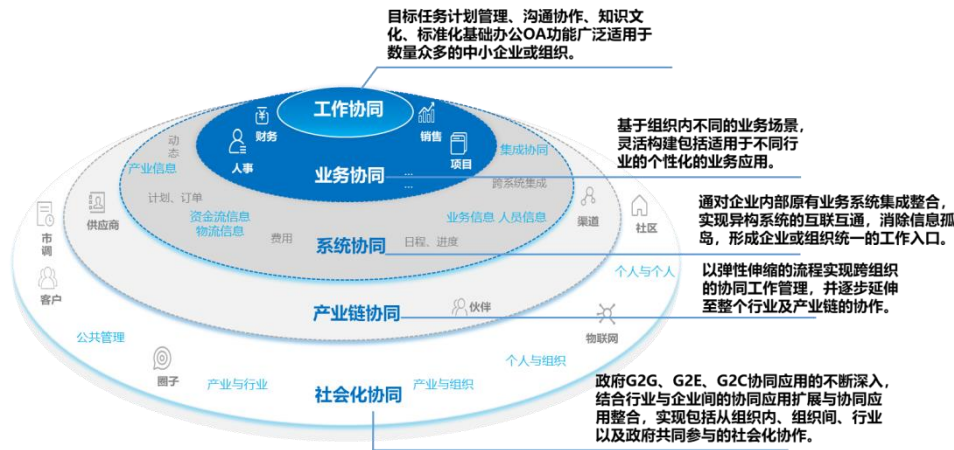 目标任务计划管理、沟通协作、知识文
化、标准化基础办公OA功能广泛适用于
数量众多的中小企业或组织。
工作协同
财务
销售
人事
项目
业务协同
...
...
基于组织内不同的业务场景，
灵活构建包括适用于不同行
业的个性化的业务应用。
动
态
产业信息
集成协同
计划、订单
跨系统集成
资金流信息
物流信息
业务信息 人员信息
费用
日程、进度
系统协同
通对企业内部原有业务系统集成整合，
实现异构系统的互联互通，消除信息孤
岛，形成企业或组织统一的工作入口。
供应商
渠道
伙伴
产业链协同
以弹性伸缩的流程实现跨组织
的协同工作管理，并逐步延伸
至整个行业及产业链的协作。
市
调
社区
客户
个人与个人
公共管理
物联网
圈子
个人与组织
产业与行业
产业与组织
社会化协同
政府G2G、G2E、G2C协同应用的不断深入，
结合行业与企业间的协同应用扩展与协同应
用整合，实现包括从组织内、组织间、行业
以及政府共同参与的社会化协作。